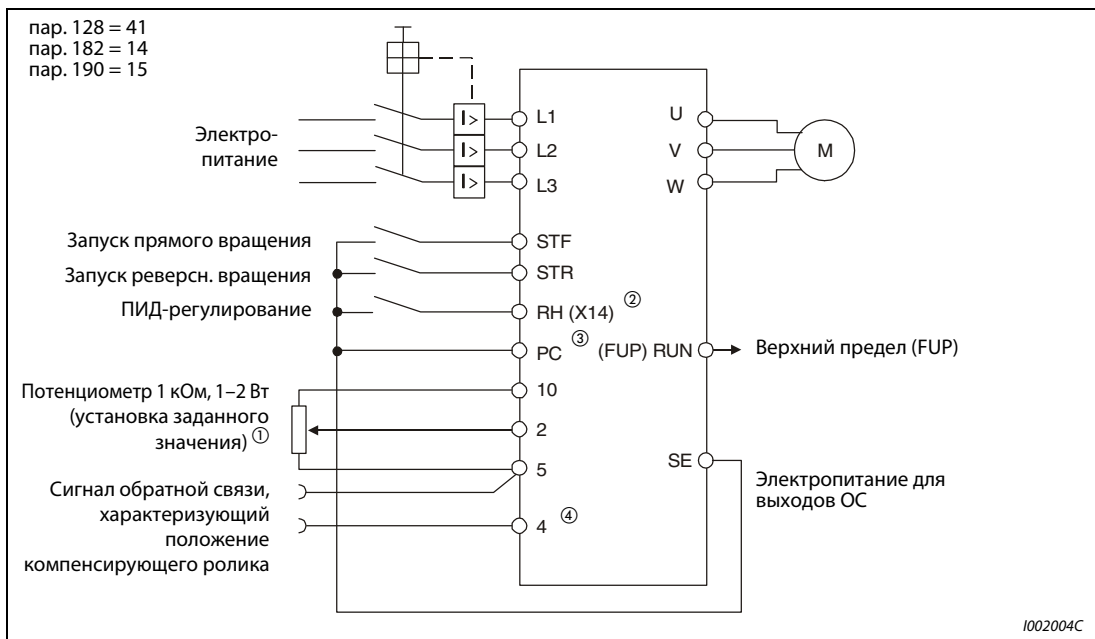 пар. 128 = 41
пар. 182 = 14
пар. 190 = 15
Электро-
питание
I>
I>
I>
L1
L2
L3
U
V
W
M
Запуск прямого вращения
STF
Запуск реверсн. вращения
STR
ПИД-регулирование
RH (X14) ②
PC ③
(FUP) RUN
Верхний предел (FUP)
Потенциометр 1 кОм, 1–2 Вт
(установка заданного
значения) ①
10
2
5
SE
Электропитание для
выходов ОС
Сигнал обратной связи,
характеризующий
положение
компенсирующего ролика
4 ④
I002004C